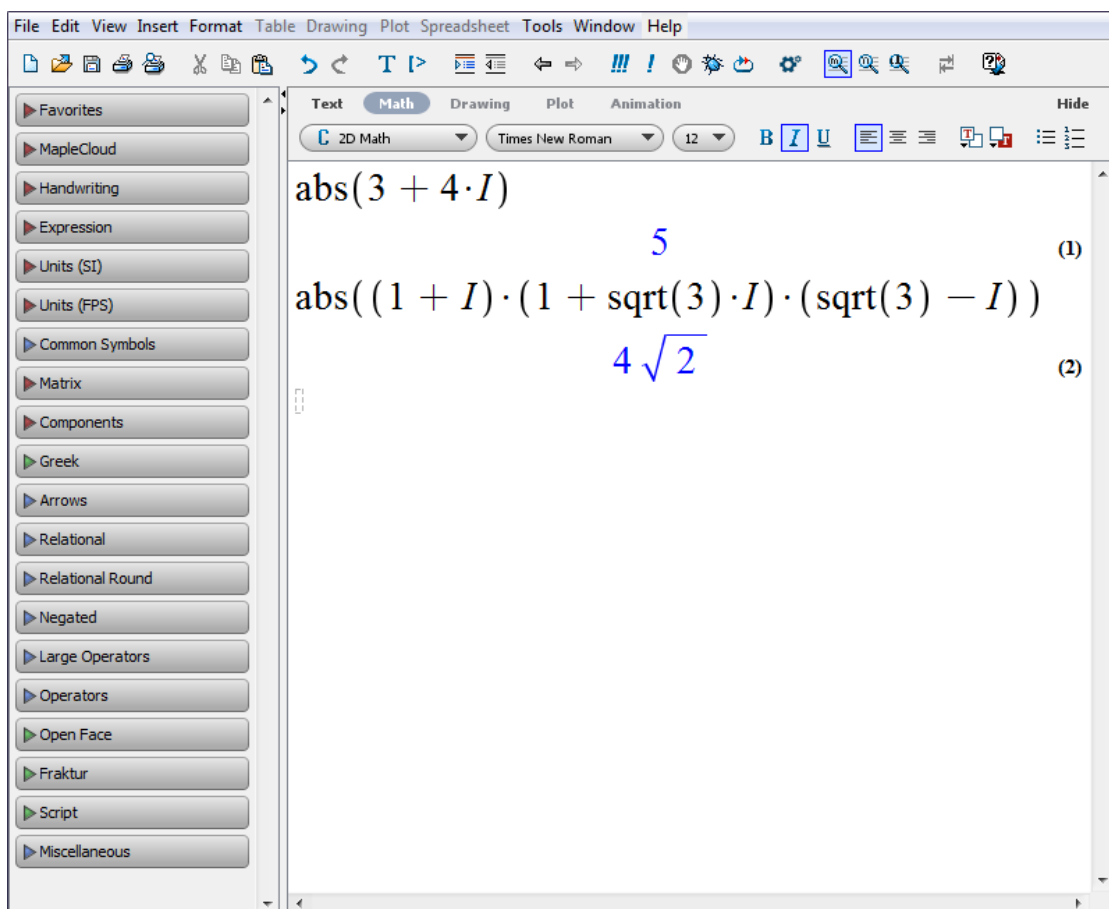 File Edit View Insert Format Table Drawing Plot Spreadsheet Tools Window Help
Text Math Drawing Plot Animation Hide
C 2D Math Times New Roman 12 B I U
Favorites
MapleCloud
Handwriting
Expression
Units (SI)
Units (FPS)
Common Symbols
Matrix
Components
Greek
Arrows
Relational
Relational Round
Negated
Large Operators
Operators
Open Face
Fraktur
Script
Miscellaneous
abs(3 + 4·I)
5 (1)
abs((1 + I)·(1 + sqrt(3)·I)·(sqrt(3) − I))
4 √2 (2)